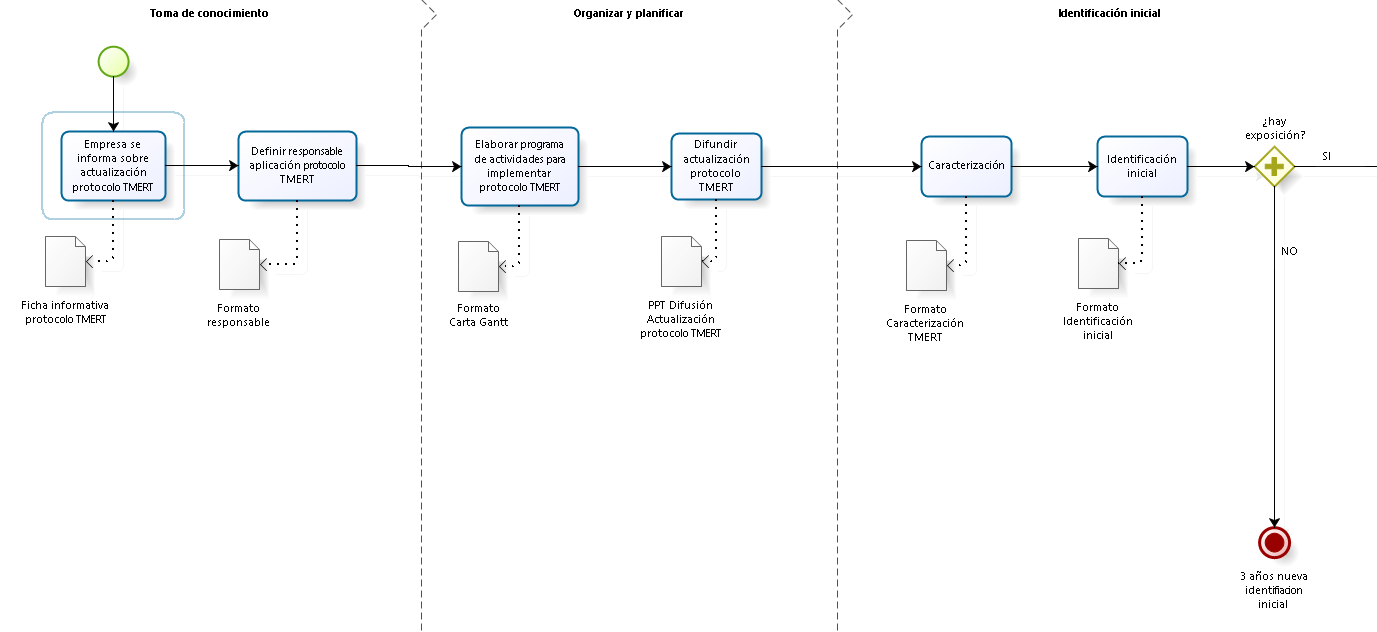 Toma de conocimiento
Organizar y planificar
Identificación inicial
Empresa se
informa sobre
actualización
protocolo TMERT
Definir responsable
aplicación protocolo
TMERT
Elaborar programa
de actividades para
implementar
protocolo TMERT
Difundir
actualización
protocolo
TMERT
Caracterización
Identificación
inicial
¿hay
exposición?
SI
NO
Ficha informativa
protocolo TMERT
Formato
responsable
Formato
Carta Gantt
PPT Difusión
Actualización
protocolo TMERT
Formato
Caracterización
TMERT
Formato
Identificación
inicial
3 años nueva
identifiacion
inicial